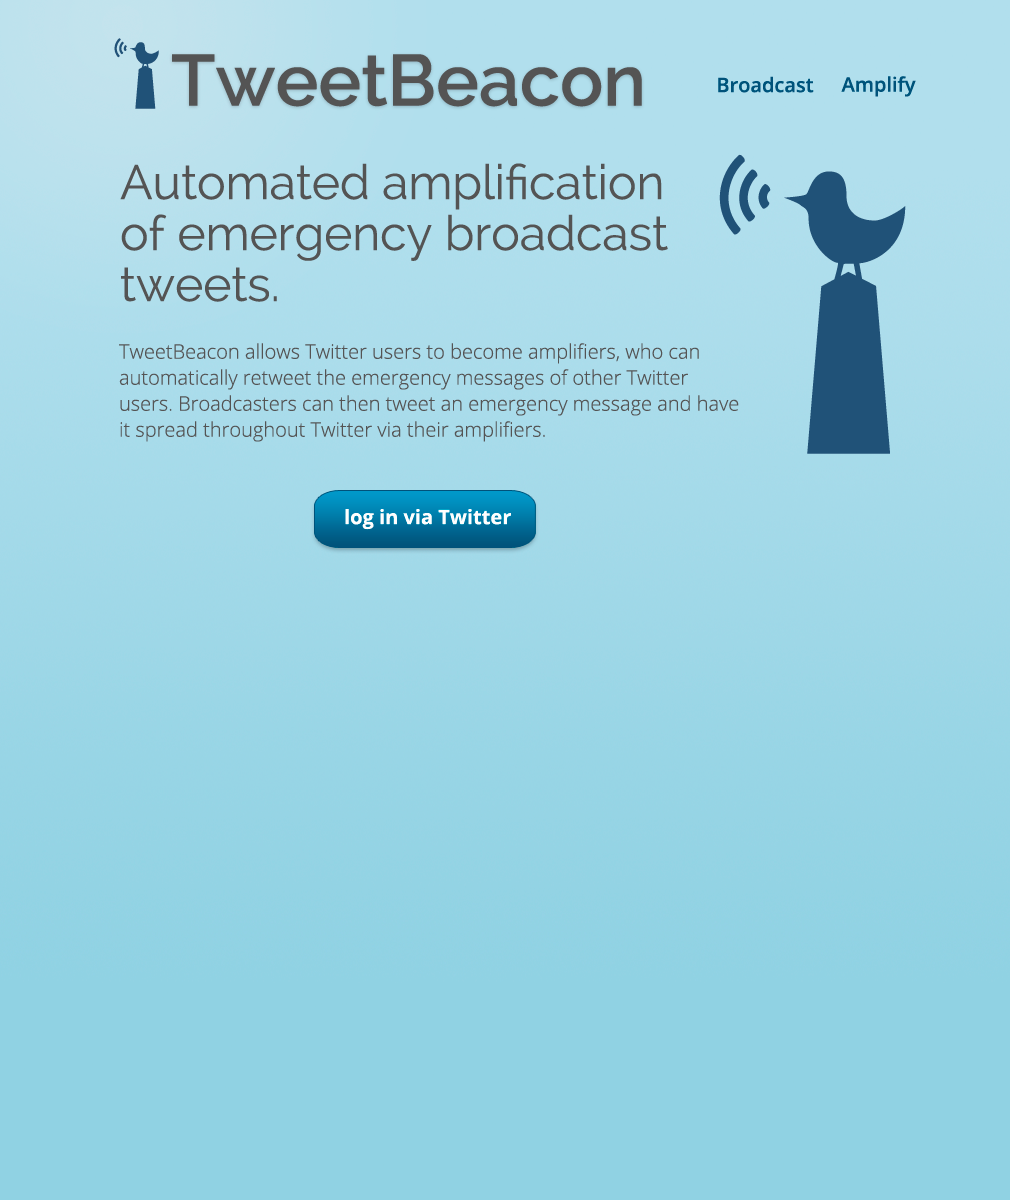 TweetBeacon
Broadcast Amplify
Automated amplification
of emergency broadcast
tweets.
TweetBeacon allows Twitter users to become amplifiers, who can
automatically retweet the emergency messages of other Twitter
users. Broadcasters can then tweet an emergency message and have
it spread throughout Twitter via their amplifiers.
log in via Twitter